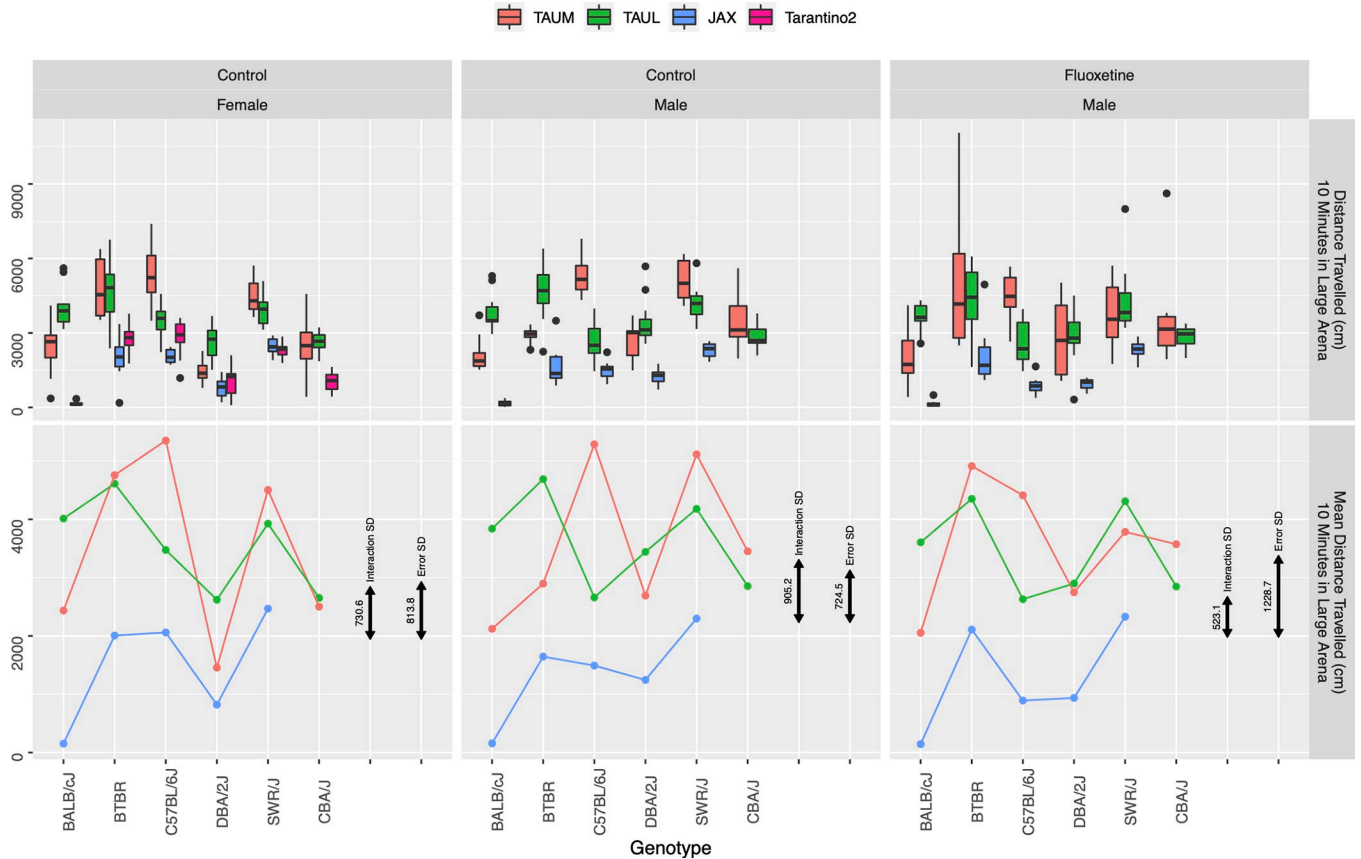 TAUM TAUL JAX Tarantino2
Control Control Fluoxetine
Female Male Male
Distance Travelled (cm)
10 Minutes in Large Arena
9000
6000
3000
0
Mean Distance Travelled (cm)
10 Minutes in Large Arena
4000
2000
0
730.6 Interaction SD
813.8 Error SD
905.2 Interaction SD
724.5 Error SD
523.1 Interaction SD
1228.7 Error SD
BALB/cJ BTBR C57BL/6J DBA/2J SWR/J CBA/J
BALB/cJ BTBR C57BL/6J DBA/2J SWR/J CBA/J
BALB/cJ BTBR C57BL/6J DBA/2J SWR/J CBA/J
Genotype